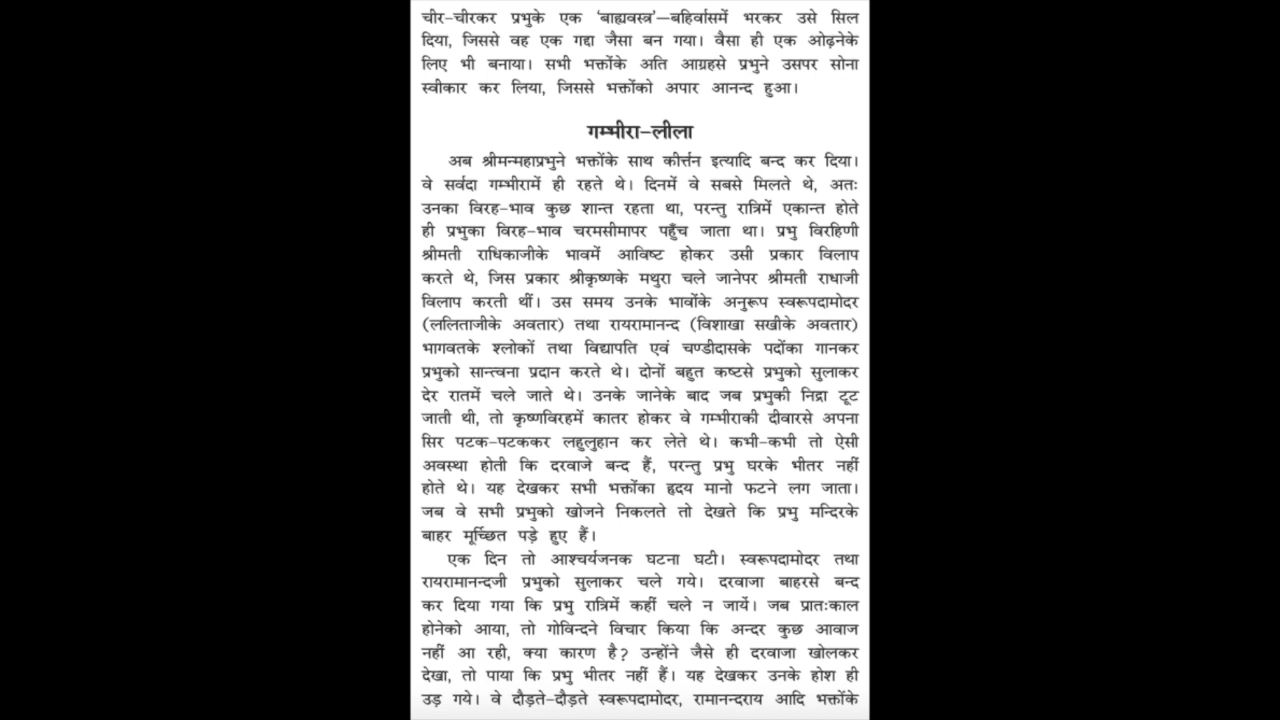 चीर-चीरकर प्रभुके एक ‘बाह्यवस्त्र’—बहिर्वासमें भरकर उसे सिल
दिया, जिससे वह एक गद्दा जैसा बन गया। वैसा ही एक ओढ़नेके
लिए भी बनाया। सभी भक्तोंके अति आग्रहसे प्रभुने उसपर सोना
स्वीकार कर लिया, जिससे भक्तोंको अपार आनन्द हुआ।
गम्भीरा-लीला
अब श्रीमन्महाप्रभुने भक्तोंके साथ कीर्त्तन इत्यादि बन्द कर दिया।
वे सर्वदा गम्भीरामें ही रहते थे। दिनमें वे सबसे मिलते थे, अतः
उनका विरह-भाव कुछ शान्त रहता था, परन्तु रात्रिमें एकान्त होते
ही प्रभुका विरह-भाव चरमसीमापर पहुँच जाता था। प्रभु विरहिणी
श्रीमती राधिकाजीके भावमें आविष्ट होकर उसी प्रकार विलाप
करते थे, जिस प्रकार श्रीकृष्णके मथुरा चले जानेपर श्रीमती राधाजी
विलाप करती थीं। उस समय उनके भावोंके अनुरूप स्वरूपदामोदर
(ललिताजीके अवतार) तथा रायरामानन्द (विशाखा सखीके अवतार)
भागवतके श्लोकों तथा विद्यापति एवं चण्डीदासके पदोंका गानकर
प्रभुको सान्त्वना प्रदान करते थे। दोनों बहुत कष्टसे प्रभुको सुलाकर
देर रातमें चले जाते थे। उनके जानेके बाद जब प्रभुकी निद्रा टूट
जाती थी, तो कृष्णविरहमें कातर होकर वे गम्भीराकी दीवारसे अपना
सिर पटक-पटककर लहुलुहान कर लेते थे। कभी-कभी तो ऐसी
अवस्था होती कि दरवाजे बन्द हैं, परन्तु प्रभु घरके भीतर नहीं
होते थे। यह देखकर सभी भक्तोंका हृदय मानो फटने लग जाता।
जब वे सभी प्रभुको खोजने निकलते तो देखते कि प्रभु मन्दिरके
बाहर मूर्च्छित पड़े हुए हैं।
एक दिन तो आश्चर्यजनक घटना घटी। स्वरूपदामोदर तथा
रायरामानन्दजी प्रभुको सुलाकर चले गये। दरवाजा बाहरसे बन्द
कर दिया गया कि प्रभु रात्रिमें कहीं चले न जायें। जब प्रातःकाल
होनेको आया, तो गोविन्दने विचार किया कि अन्दर कुछ आवाज
नहीं आ रही, क्या कारण है? उन्होंने जैसे ही दरवाजा खोलकर
देखा, तो पाया कि प्रभु भीतर नहीं हैं। यह देखकर उनके होश ही
उड़ गये। वे दौड़ते-दौड़ते स्वरूपदामोदर, रामानन्दराय आदि भक्तोंके